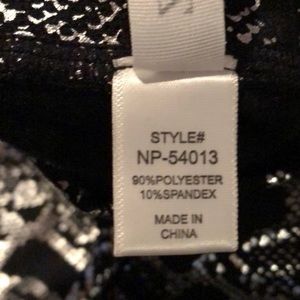 STYLE#
NP-54013
90%POLYESTER
10%SPANDEX
MADE IN
CHINA